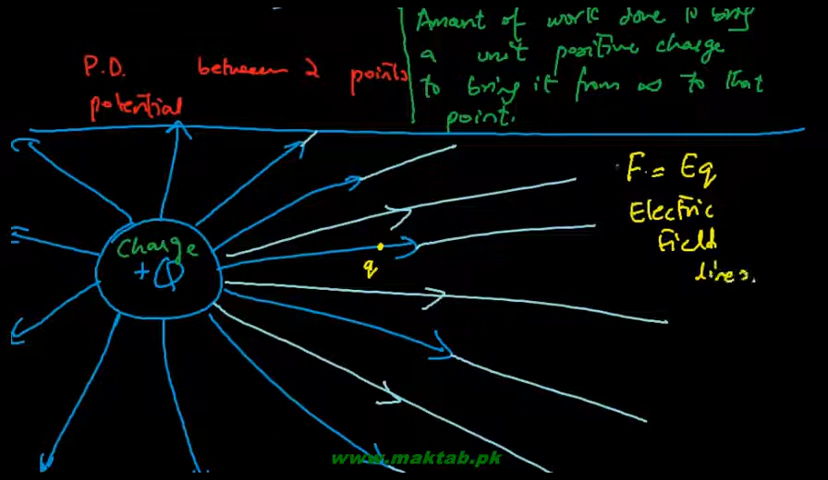 P.D. between 2 points
potential
Amount of work done to bring
a unit positive charge
to bring it from ∞ to that
point.
F = Eq
Electric
Field
lines.
Charge
+Q
q
www.maktab.pk